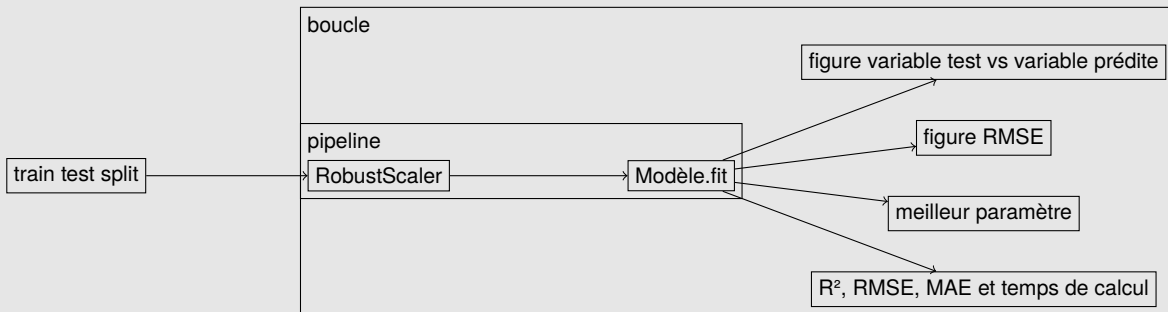 boucle
figure variable test vs variable prédite
pipeline
figure RMSE
train test split
RobustScaler
Modèle.fit
meilleur paramètre
R², RMSE, MAE et temps de calcul